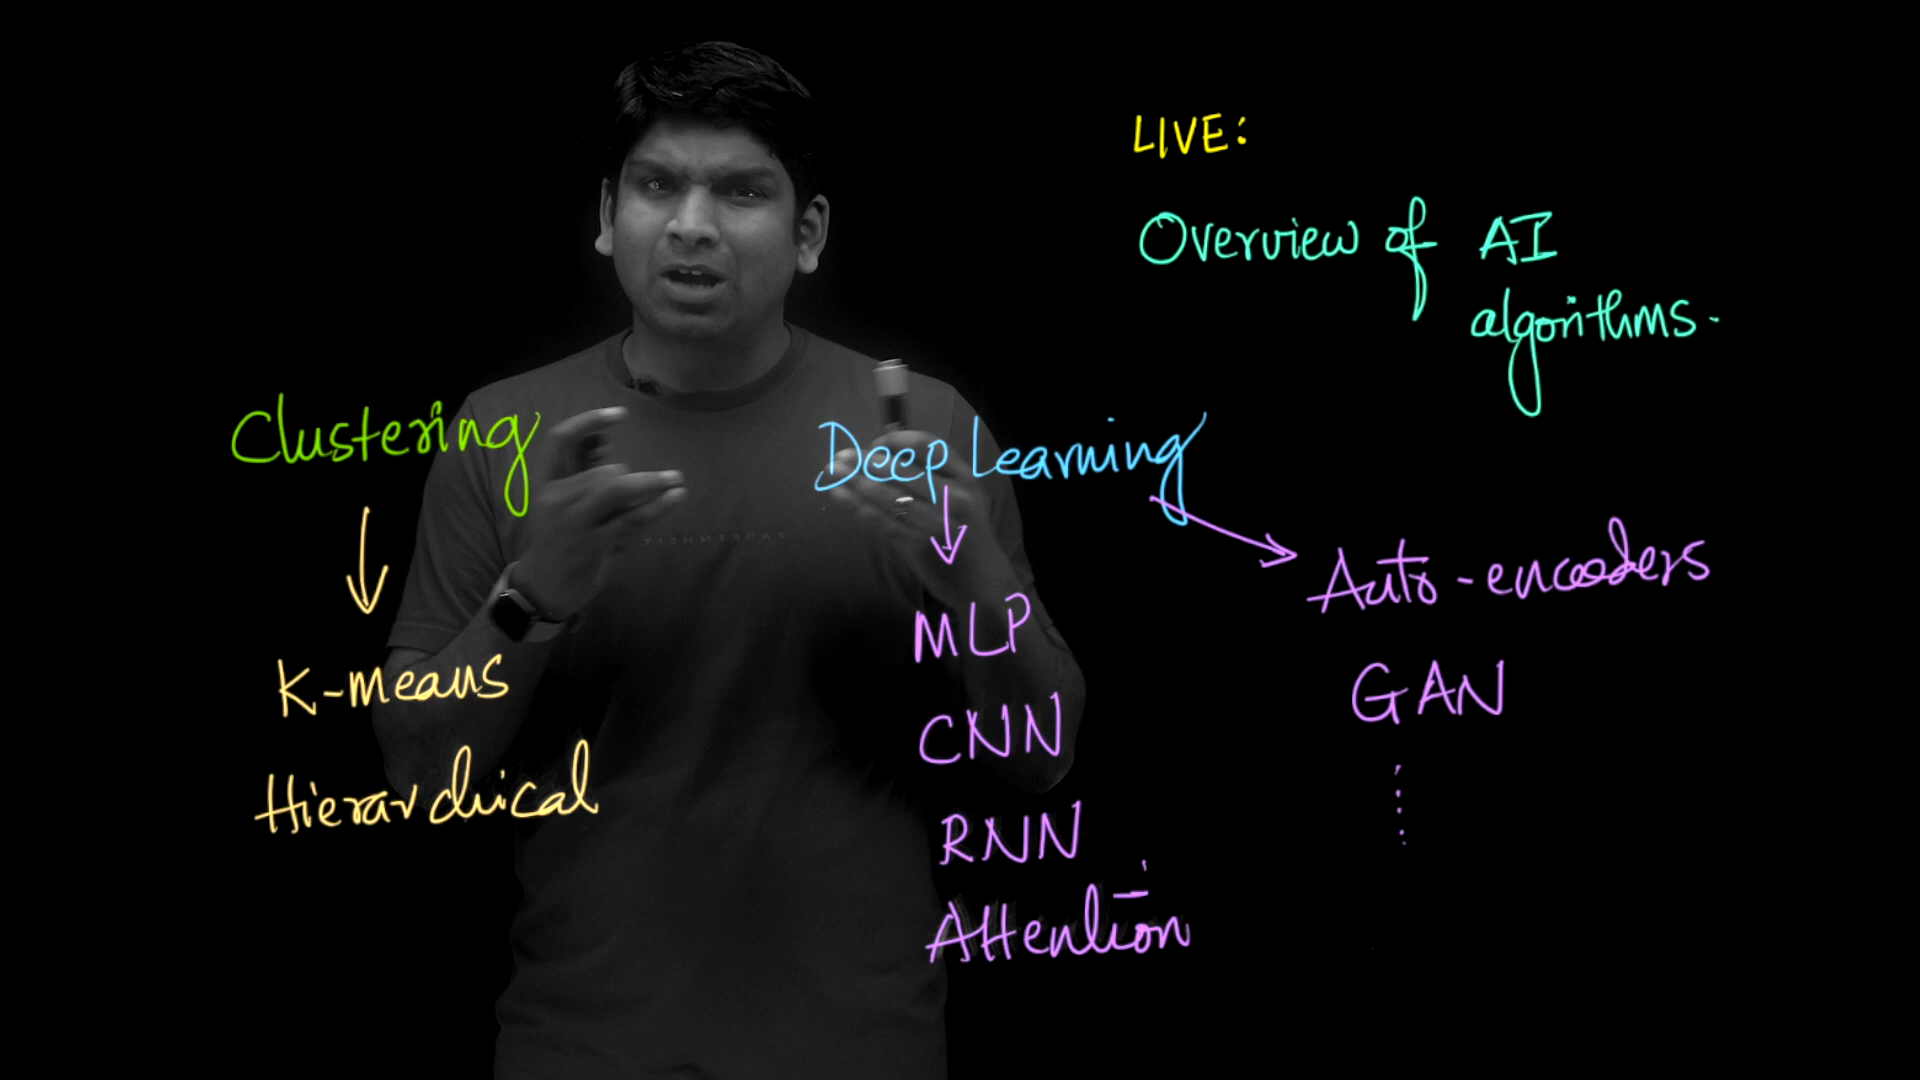 LIVE:
Overview of AI
algorithms.
Clustering
K-means
Hierarchical
Deep Learning
MLP
CNN
RNN
Attention
Auto-encoders
GAN